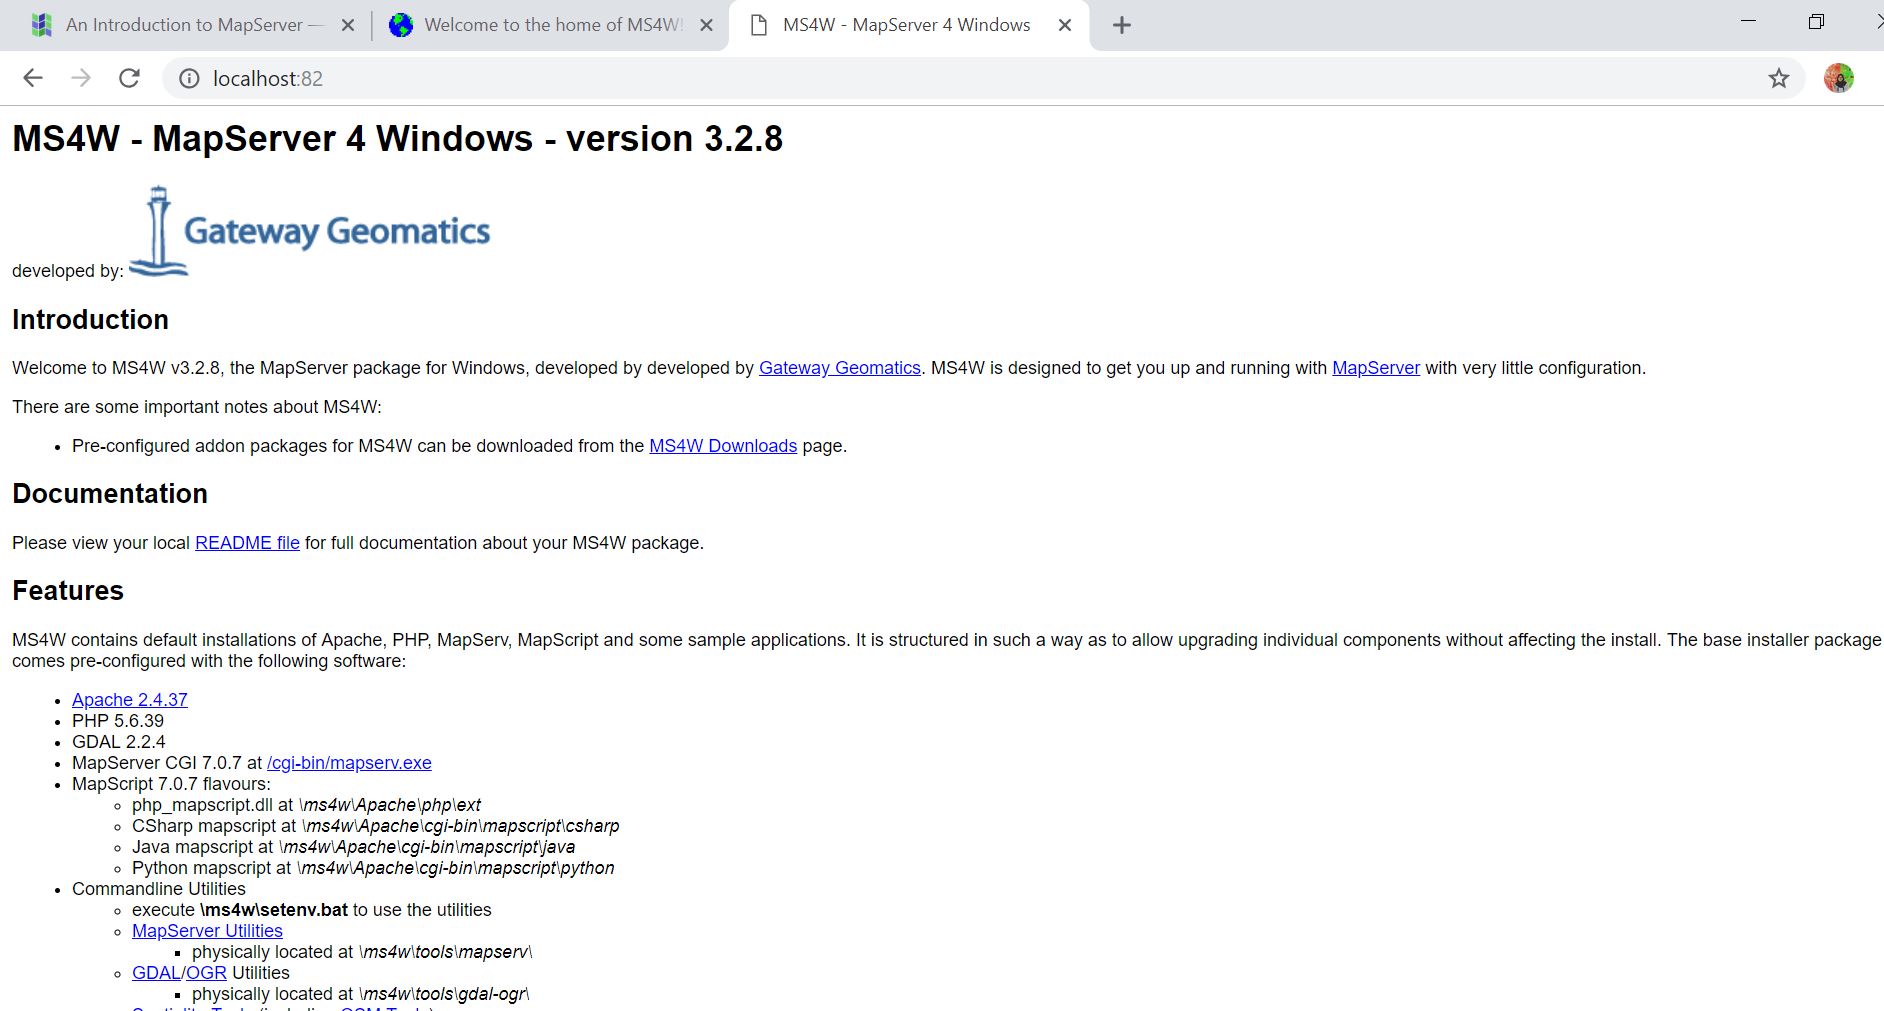 An Introduction to MapServer —
Welcome to the home of MS4W!
MS4W - MapServer 4 Windows
localhost:82
MS4W - MapServer 4 Windows - version 3.2.8
Gateway Geomatics
developed by:
Introduction
Welcome to MS4W v3.2.8, the MapServer package for Windows, developed by developed by Gateway Geomatics. MS4W is designed to get you up and running with MapServer with very little configuration.
There are some important notes about MS4W:
• Pre-configured addon packages for MS4W can be downloaded from the MS4W Downloads page.
Documentation
Please view your local README file for full documentation about your MS4W package.
Features
MS4W contains default installations of Apache, PHP, MapServ, MapScript and some sample applications. It is structured in such a way as to allow upgrading individual components without affecting the install. The base installer package
comes pre-configured with the following software:
• Apache 2.4.37
• PHP 5.6.39
• GDAL 2.2.4
• MapServer CGI 7.0.7 at /cgi-bin/mapserv.exe
• MapScript 7.0.7 flavours:
◦ php_mapscript.dll at \ms4w\Apache\php\ext
◦ CSharp mapscript at \ms4w\Apache\cgi-bin\mapscript\csharp
◦ Java mapscript at \ms4w\Apache\cgi-bin\mapscript\java
◦ Python mapscript at \ms4w\Apache\cgi-bin\mapscript\python
• Commandline Utilities
◦ execute \ms4w\setenv.bat to use the utilities
◦ MapServer Utilities
▪ physically located at \ms4w\tools\mapserv\
◦ GDAL/OGR Utilities
▪ physically located at \ms4w\tools\gdal-ogr\